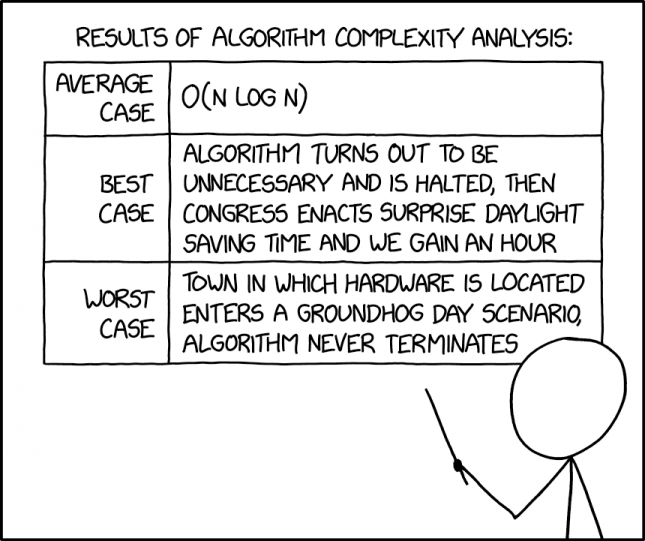 RESULTS OF ALGORITHM COMPLEXITY ANALYSIS:
AVERAGE
CASE
O(N LOG N)
BEST
CASE
ALGORITHM TURNS OUT TO BE
UNNECESSARY AND IS HALTED, THEN
CONGRESS ENACTS SURPRISE DAYLIGHT
SAVING TIME AND WE GAIN AN HOUR
WORST
CASE
TOWN IN WHICH HARDWARE IS LOCATED
ENTERS A GROUNDHOG DAY SCENARIO,
ALGORITHM NEVER TERMINATES